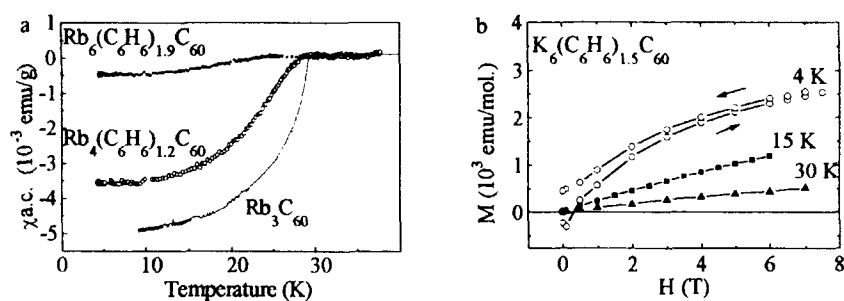 a
χa.c. (10⁻³ emu/g)
1
0
-1
-2
-3
-4
-5
0
10
20
30
40
Temperature (K)
Rb₆(C₆H₆)₁.₉C₆₀
Rb₄(C₆H₆)₁.₂C₆₀
Rb₃C₆₀
b
M (10³ emu/mol.)
4
3
2
1
0
0
2
4
6
8
H (T)
K₆(C₆H₆)₁.₅C₆₀
4 K
15 K
30 K